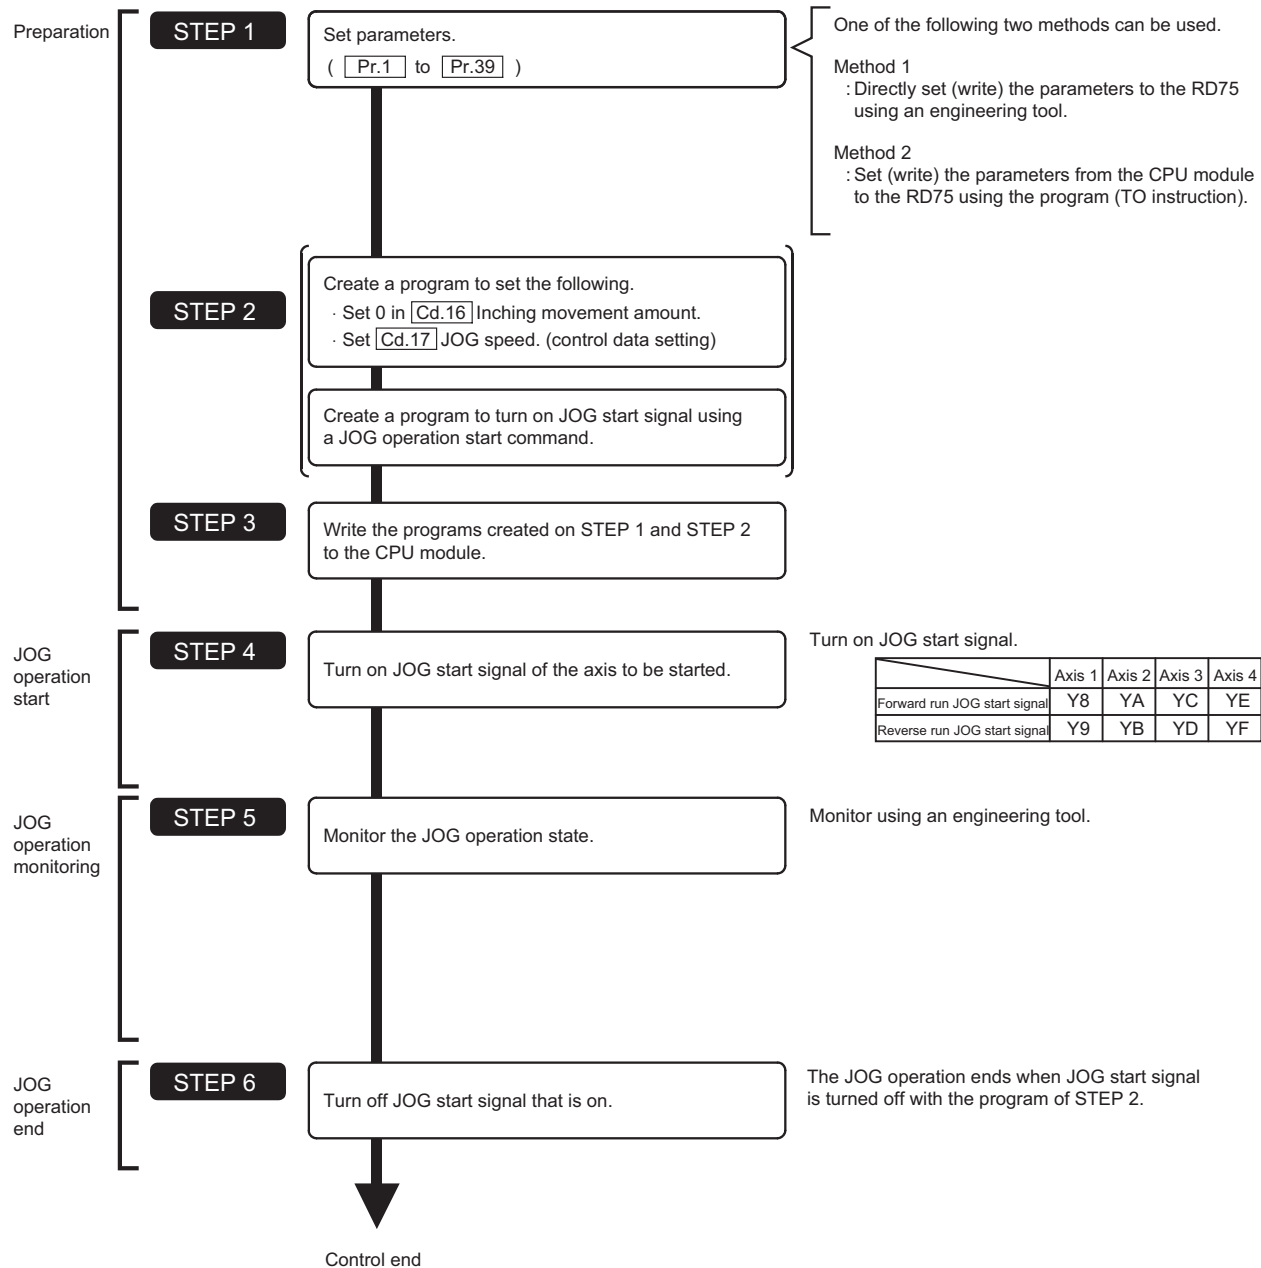 Preparation
STEP 1
Set parameters.
( Pr.1 to Pr.39 )
One of the following two methods can be used.
Method 1
: Directly set (write) the parameters to the RD75
using an engineering tool.
Method 2
: Set (write) the parameters from the CPU module
to the RD75 using the program (TO instruction).
STEP 2
Create a program to set the following.
· Set 0 in Cd.16 Inching movement amount.
· Set Cd.17 JOG speed. (control data setting)
Create a program to turn on JOG start signal using
a JOG operation start command.
STEP 3
Write the programs created on STEP 1 and STEP 2
to the CPU module.
JOG
operation
start
STEP 4
Turn on JOG start signal of the axis to be started.
Turn on JOG start signal.
Axis 1 Axis 2 Axis 3 Axis 4
Forward run JOG start signal Y8 YA YC YE
Reverse run JOG start signal Y9 YB YD YF
JOG
operation
monitoring
STEP 5
Monitor the JOG operation state.
Monitor using an engineering tool.
JOG
operation
end
STEP 6
Turn off JOG start signal that is on.
The JOG operation ends when JOG start signal
is turned off with the program of STEP 2.
Control end